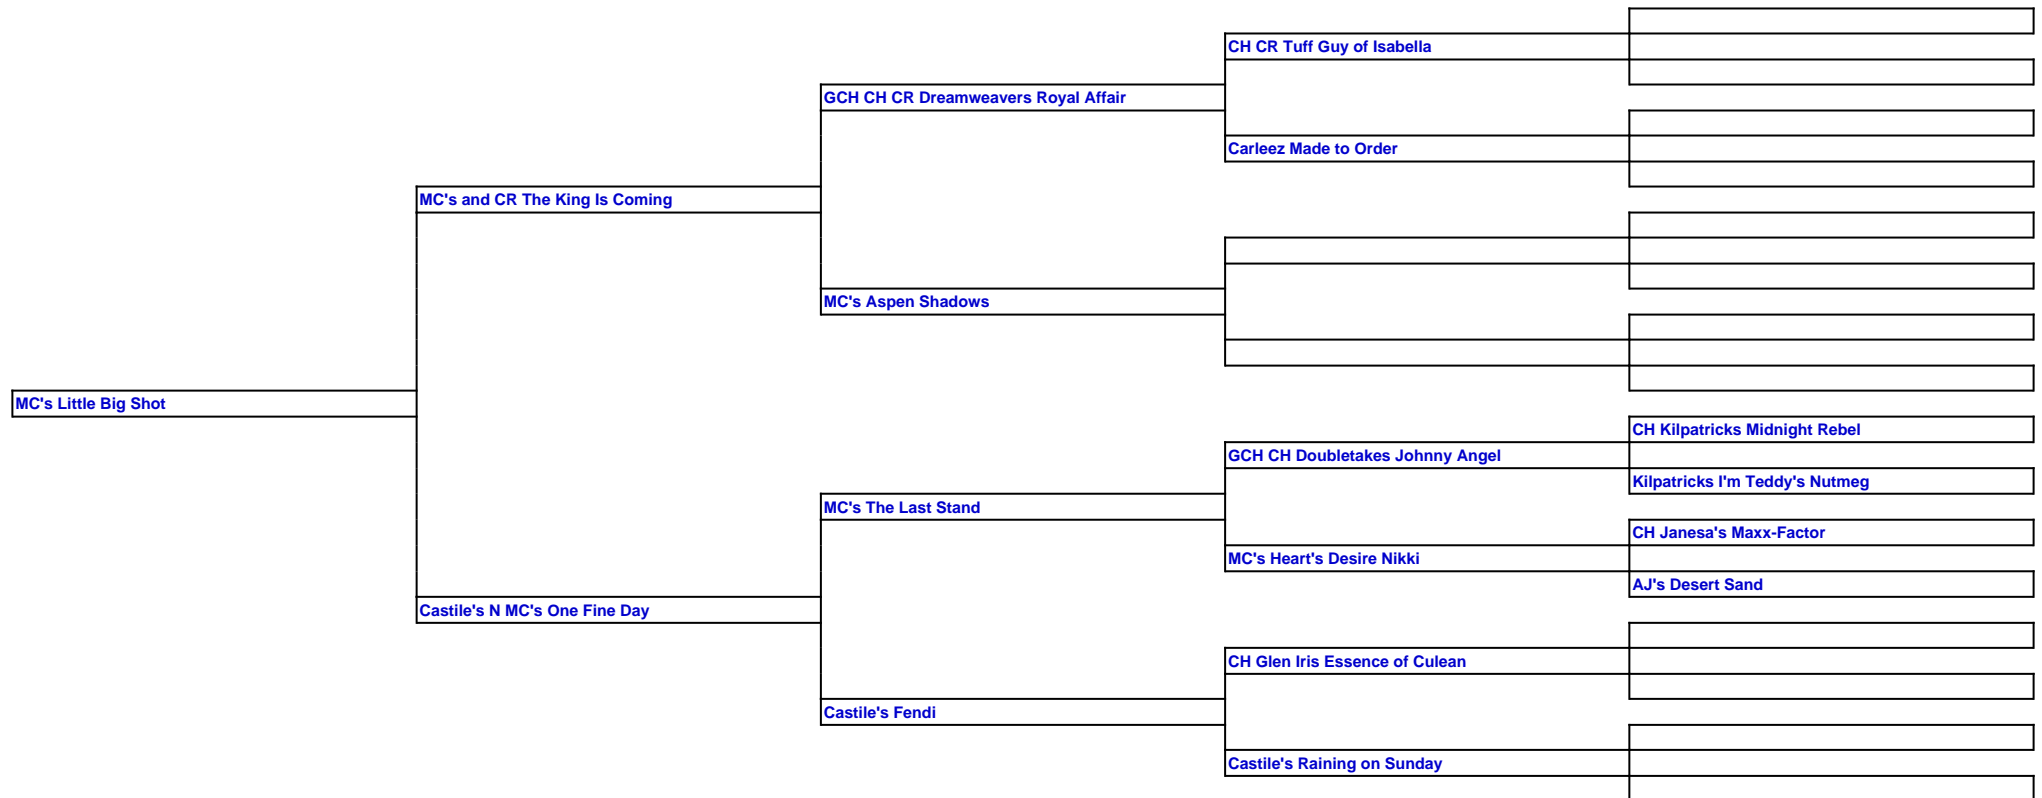 CH CR Tuff Guy of Isabella
GCH CH CR Dreamweavers Royal Affair
Carleez Made to Order
MC's and CR The King Is Coming
MC's Aspen Shadows
MC's Little Big Shot
CH Kilpatricks Midnight Rebel
GCH CH Doubletakes Johnny Angel
Kilpatricks I'm Teddy's Nutmeg
MC's The Last Stand
CH Janesa's Maxx-Factor
MC's Heart's Desire Nikki
AJ's Desert Sand
Castile's N MC's One Fine Day
CH Glen Iris Essence of Culean
Castile's Fendi
Castile's Raining on Sunday